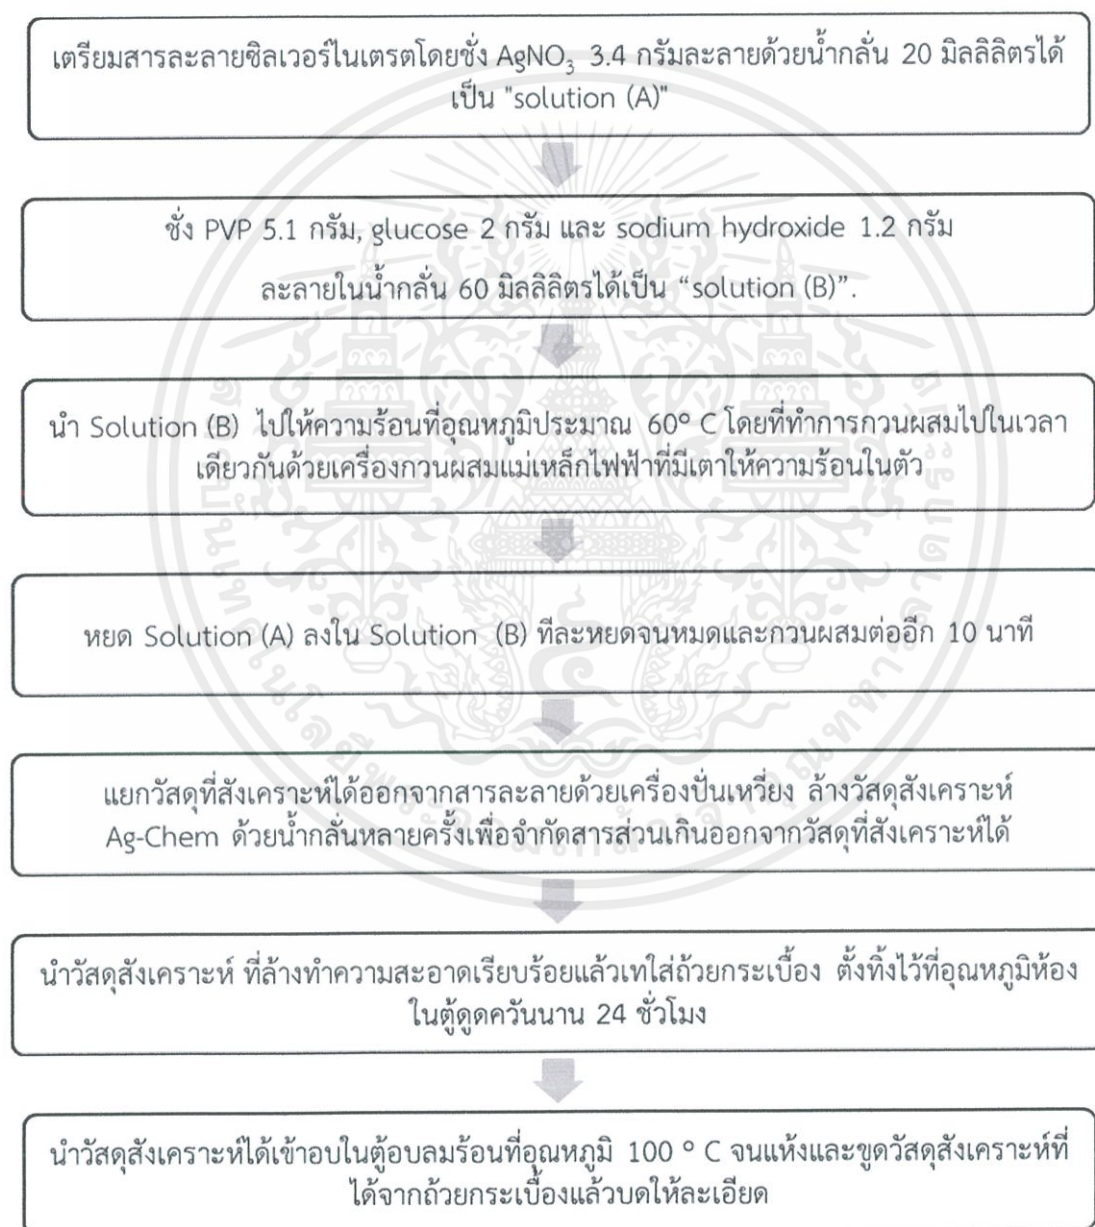 เตรียมสารละลายซิลเวอร์ไนเตรตโดยชั่ง AgNO₃ 3.4 กรัมละลายด้วยน้ำกลั่น 20 มิลลิลิตรได้
เป็น "solution (A)"
ชั่ง PVP 5.1 กรัม, glucose 2 กรัม และ sodium hydroxide 1.2 กรัม
ละลายในน้ำกลั่น 60 มิลลิลิตรได้เป็น “solution (B)”.
นำ Solution (B) ไปให้ความร้อนที่อุณหภูมิประมาณ 60° C โดยที่ทำการกวนผสมไปในเวลา
เดียวกันด้วยเครื่องกวนผสมแม่เหล็กไฟฟ้าที่มีเตาให้ความร้อนในตัว
หยด Solution (A) ลงใน Solution (B) ทีละหยดจนหมดและกวนผสมต่ออีก 10 นาที
แยกวัสดุที่สังเคราะห์ได้ออกจากสารละลายด้วยเครื่องปั่นเหวี่ยง ล้างวัสดุสังเคราะห์
Ag-Chem ด้วยน้ำกลั่นหลายครั้งเพื่อจำกัดสารส่วนเกินออกจากวัสดุที่สังเคราะห์ได้
นำวัสดุสังเคราะห์ ที่ล้างทำความสะอาดเรียบร้อยแล้วเทใส่ถ้วยกระเบื้อง ตั้งทิ้งไว้ที่อุณหภูมิห้อง
ในตู้ดูดควันนาน 24 ชั่วโมง
นำวัสดุสังเคราะห์ได้เข้าอบในตู้อบลมร้อนที่อุณหภูมิ 100 ° C จนแห้งและขูดวัสดุสังเคราะห์ที่
ได้จากถ้วยกระเบื้องแล้วบดให้ละเอียด